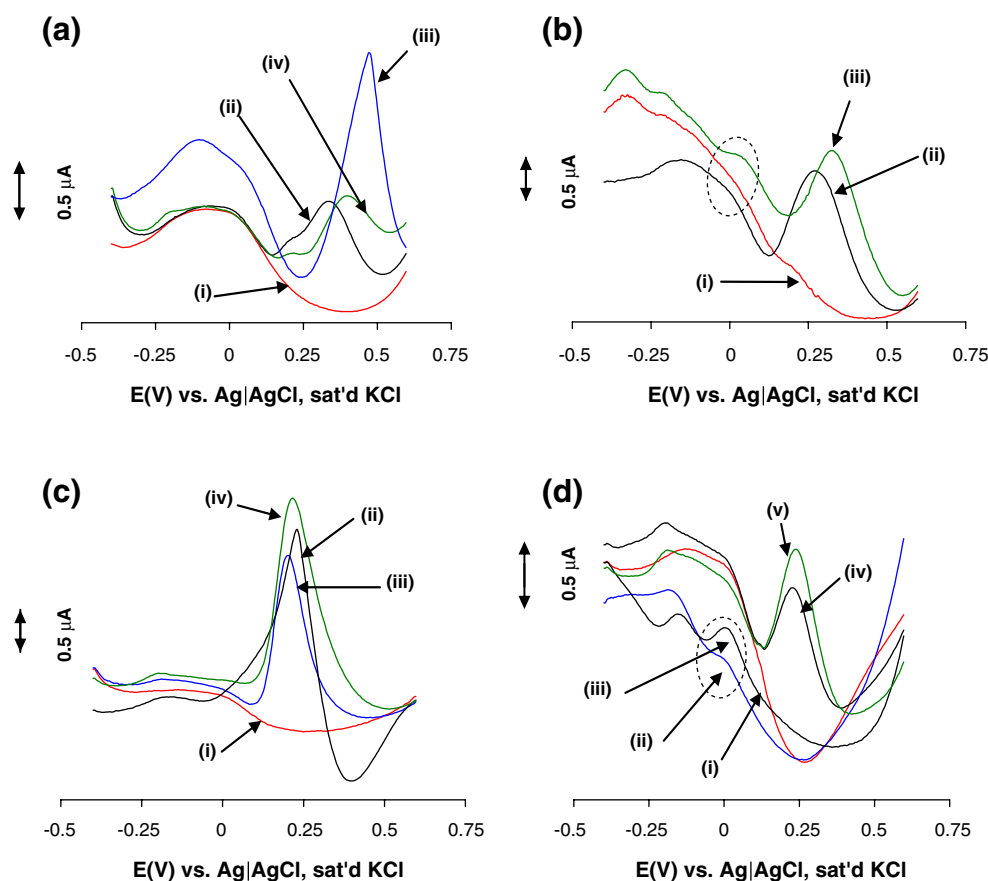 (a)
(iii)
(iv)
(ii)
0.5 μA
(i)
-0.5 -0.25 0 0.25 0.5 0.75
E(V) vs. Ag|AgCl, sat'd KCl
(b)
(iii)
(ii)
0.5 μA
(i)
-0.5 -0.25 0 0.25 0.5 0.75
E(V) vs. Ag|AgCl, sat'd KCl
(c)
(iv)
(ii)
(iii)
0.5 μA
(i)
-0.5 -0.25 0 0.25 0.5 0.75
E(V) vs. Ag|AgCl, sat'd KCl
(d)
(v)
(iv)
0.5 μA
(iii)
(ii)
(i)
-0.5 -0.25 0 0.25 0.5 0.75
E(V) vs. Ag|AgCl, sat'd KCl